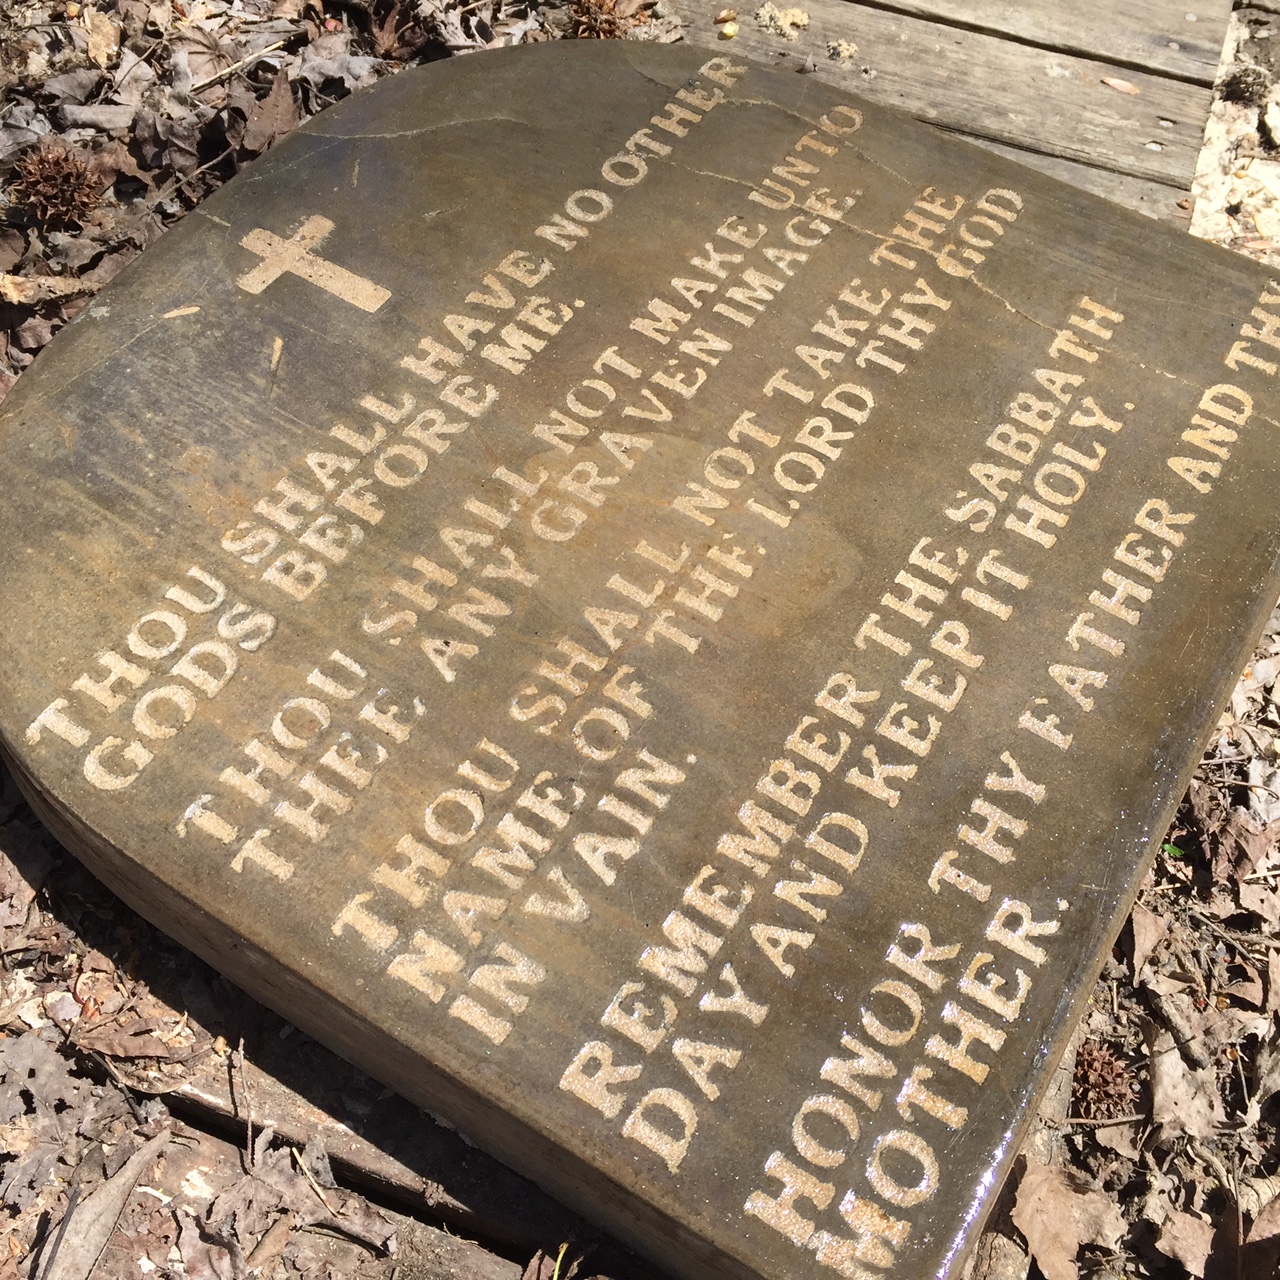 THOU SHALL HAVE NO OTHER
GODS BEFORE ME.
THOU SHALL NOT MAKE UNTO
THEE ANY GRAVEN IMAGE
THOU SHALL NOT TAKE THE
NAME OF THE LORD THY GOD
IN VAIN.
REMEMBER THE SABBATH
DAY AND KEEP IT HOLY.
HONOR THY FATHER AND THY
MOTHER.